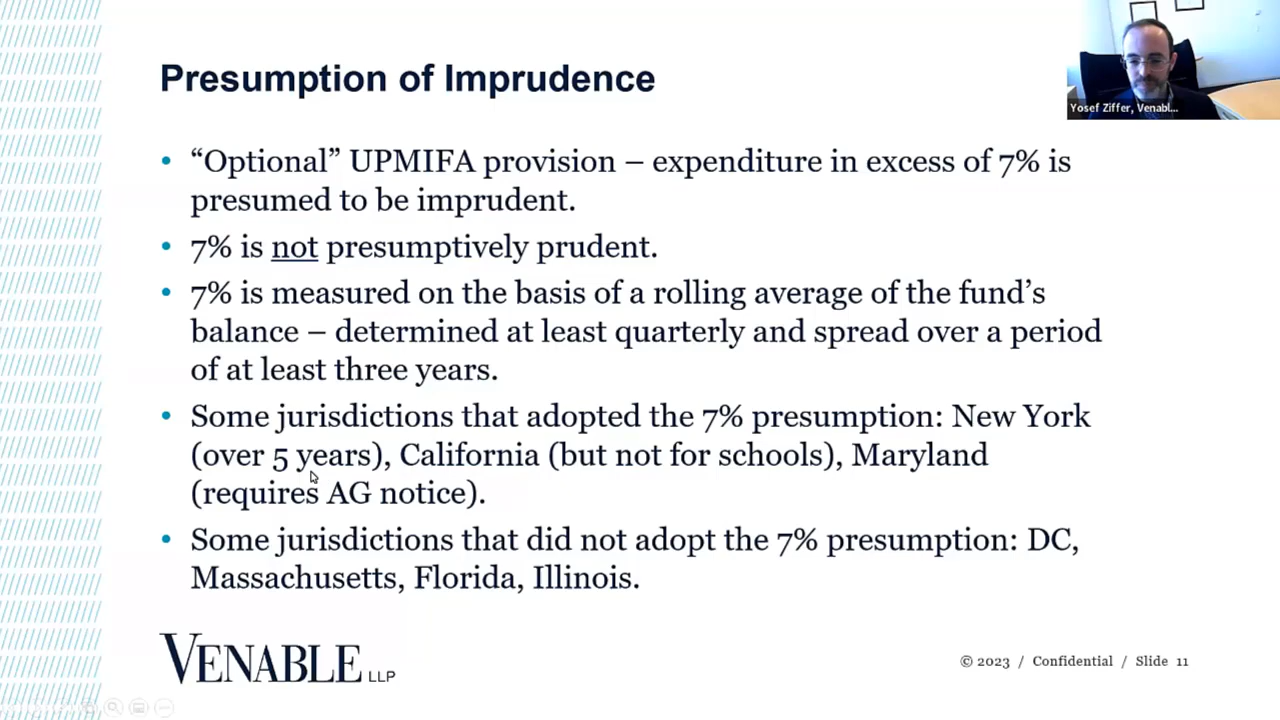 Presumption of Imprudence
Yosef Ziffer, Venabl...
• “Optional” UPMIFA provision – expenditure in excess of 7% is
presumed to be imprudent.
• 7% is not presumptively prudent.
• 7% is measured on the basis of a rolling average of the fund’s
balance – determined at least quarterly and spread over a period
of at least three years.
• Some jurisdictions that adopted the 7% presumption: New York
(over 5 years), California (but not for schools), Maryland
(requires AG notice).
• Some jurisdictions that did not adopt the 7% presumption: DC,
Massachusetts, Florida, Illinois.
VENABLE LLP
© 2023 / Confidential / Slide 11